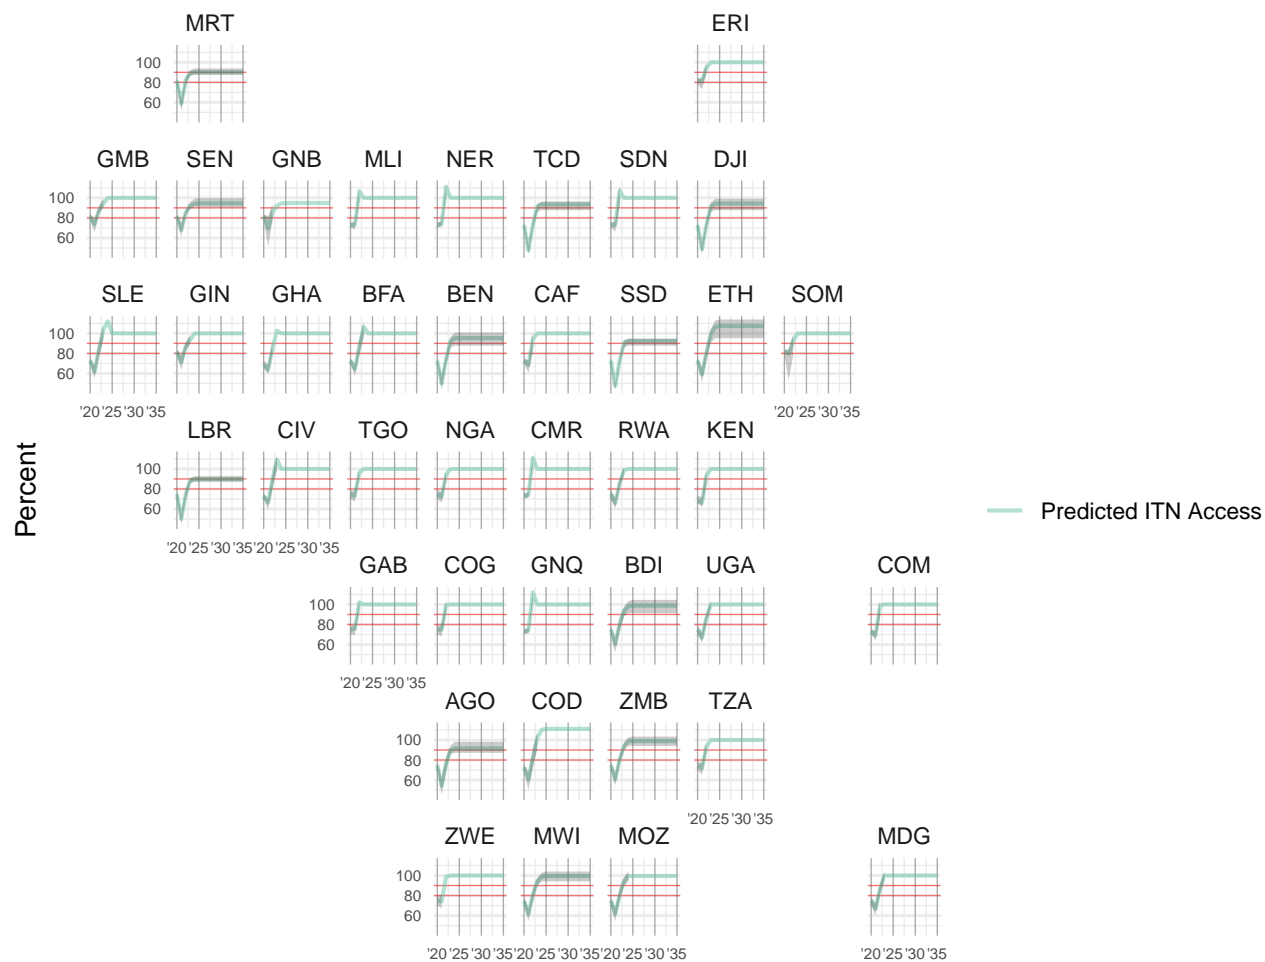 MRT ERI
100
80
60
GMB SEN GNB MLI NER TCD SDN DJI
100
80
60
SLE GIN GHA BFA BEN CAF SSD ETH SOM
100
80
60
'20 '25 '30 '35 '20 '25 '30 '35
LBR CIV TGO NGA CMR RWA KEN
100
80
60
'20 '25 '30 '35 '20 '25 '30 '35
Percent
Predicted ITN Access
GAB COG GNQ BDI UGA COM
100
80
60
'20 '25 '30 '35
AGO COD ZMB TZA
100
80
60
'20 '25 '30 '35
ZWE MWI MOZ MDG
100
80
60
'20 '25 '30 '35 '20 '25 '30 '35 '20 '25 '30 '35 '20 '25 '30 '35